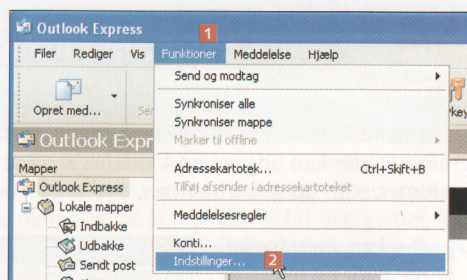 Outlook Express
1
Filer Rediger Vis Funktioner Meddelelse Hjælp
Send og modtag
Opret med...
Synkroniser alle
Synkroniser mappe
Marker til offline
Outlook Expr
Mapper
Adressekartotek... Ctrl+Skift+B
Outlook Express
Tilføj afsender i adressekartoteket
Lokale mapper
Meddelelsesregler
Indbakke
Udbakke
Konti...
Sendt post
Indstillinger... 2